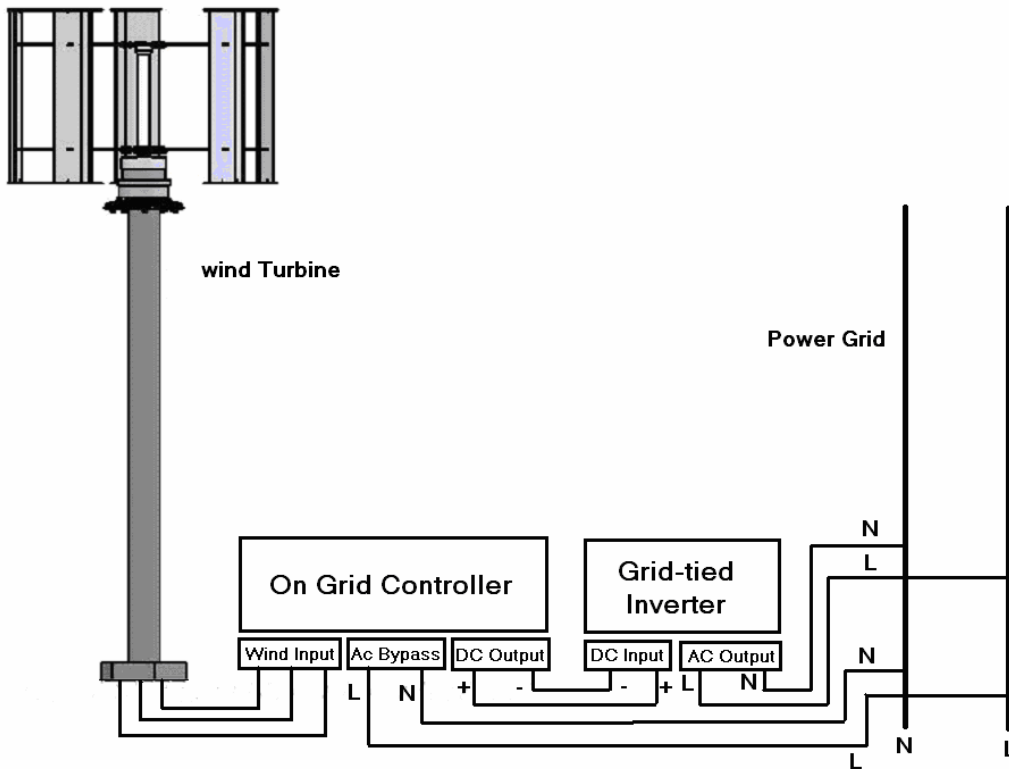 wind Turbine
Power Grid
N
L
On Grid Controller
Grid-tied
Inverter
Wind Input
Ac Bypass
DC Output
DC Input
AC Output
N
L
N
+
-
-
+
L
N
N
L
L